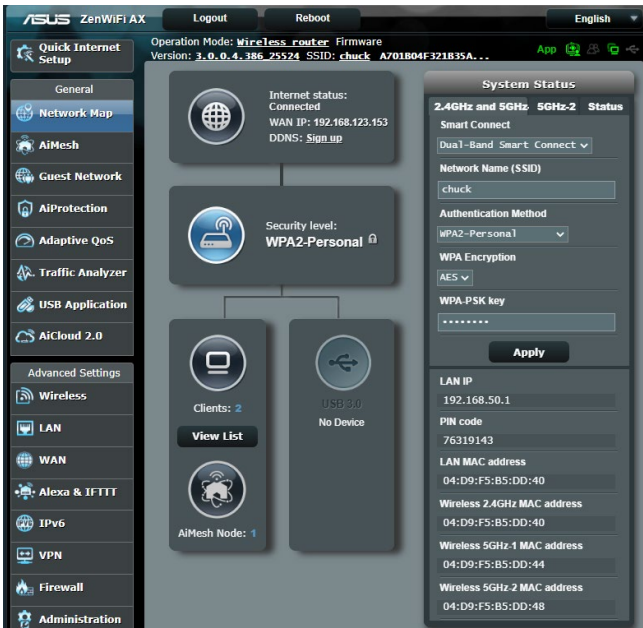 ASUS ZenWiFi AX
Logout
Reboot
English
Quick Internet
Setup
Operation Mode: Wireless router Firmware
Version: 3.0.0.4.386_25524 SSID: chuck A701B04F321B35A...
App
General
Network Map
AiMesh
Guest Network
AiProtection
Adaptive QoS
Traffic Analyzer
USB Application
AiCloud 2.0
Advanced Settings
Wireless
LAN
WAN
Alexa & IFTTT
IPv6
VPN
Firewall
Administration
Internet status:
Connected
WAN IP: 192.168.123.153
DDNS: Sign up
Security level:
WPA2-Personal
Clients: 2
View List
AiMesh Node: 1
USB 3.0
No Device
System Status
2.4GHz and 5GHz- 5GHz-2 Status
Smart Connect
Dual-Band Smart Connect
Network Name (SSID)
chuck
Authentication Method
WPA2-Personal
WPA Encryption
AES
WPA-PSK key
········
Apply
LAN IP
192.168.50.1
PIN code
76319143
LAN MAC address
04:D9:F5:B5:DD:40
Wireless 2.4GHz MAC address
04:D9:F5:B5:DD:40
Wireless 5GHz-1 MAC address
04:D9:F5:B5:DD:44
Wireless 5GHz-2 MAC address
04:D9:F5:B5:DD:48